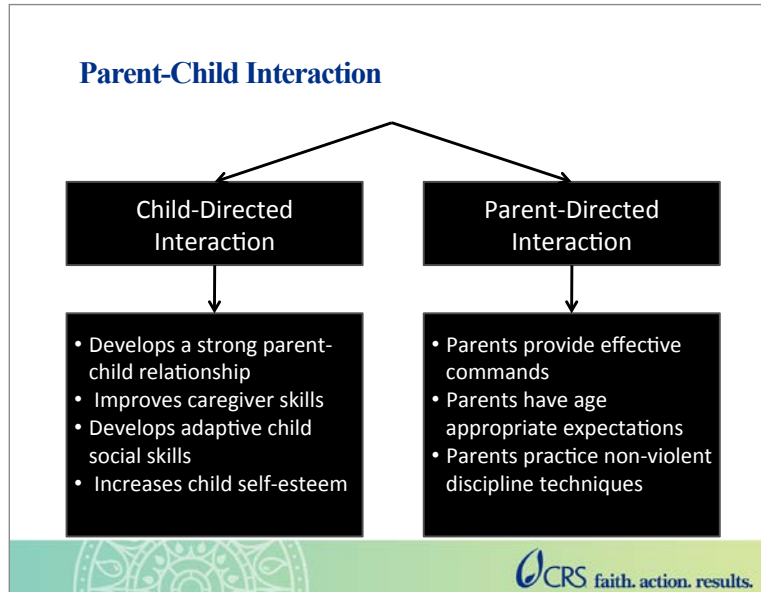 Parent-Child Interaction
Child-Directed
Interaction
Parent-Directed
Interaction
• Develops a strong parent-
child relationship
• Improves caregiver skills
• Develops adaptive child
social skills
• Increases child self-esteem
• Parents provide effective
commands
• Parents have age
appropriate expectations
• Parents practice non-violent
discipline techniques
CRS faith. action. results.